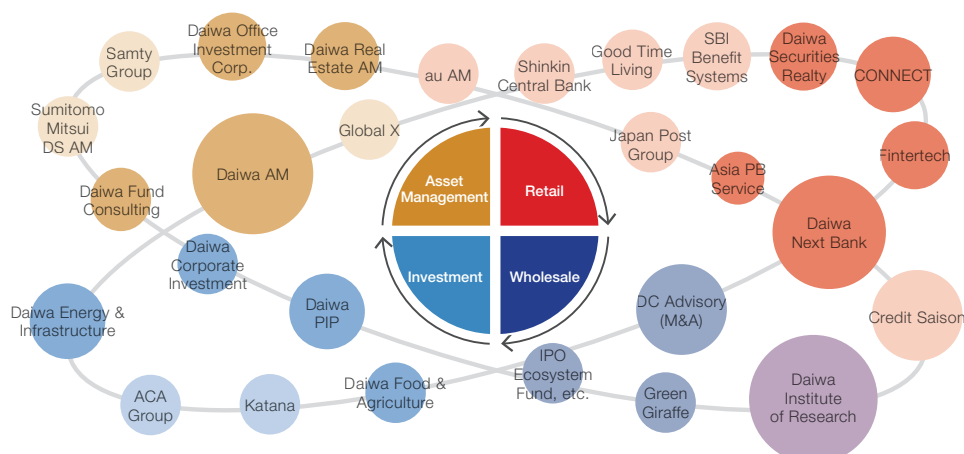 Samty
Group
Daiwa Office
Investment
Corp.
Daiwa Real
Estate AM
au AM
Shinkin
Central Bank
Good Time
Living
SBI
Benefit
Systems
Daiwa
Securities
Realty
CONNECT
Sumitomo
Mitsui
DS AM
Daiwa AM
Global X
Japan Post
Group
Asia PB
Service
Fintertech
Daiwa Fund
Consulting
Asset
Management
Retail
Daiwa
Next Bank
Daiwa
Corporate
Investment
Investment
Wholesale
Daiwa Energy &
Infrastructure
Daiwa
PIP
DC Advisory
(M&A)
Credit Saison
ACA
Group
Katana
Daiwa Food &
Agriculture
IPO
Ecosystem
Fund, etc.
Green
Giraffe
Daiwa
Institute
of Research